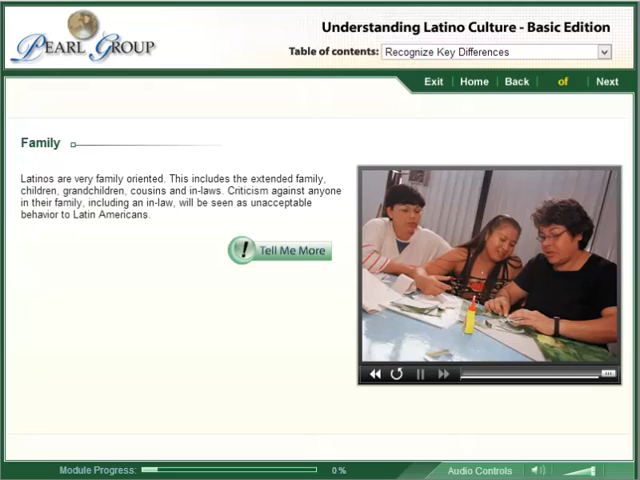 PEARL GROUP
Understanding Latino Culture - Basic Edition
Table of contents: Recognize Key Differences
Exit | Home | Back | of | Next
Family
Latinos are very family oriented. This includes the extended family,
children, grandchildren, cousins and in-laws. Criticism against anyone
in their family, including an in-law, will be seen as unacceptable
behavior to Latin Americans.
! Tell Me More
Module Progress: 0 %
Audio Controls